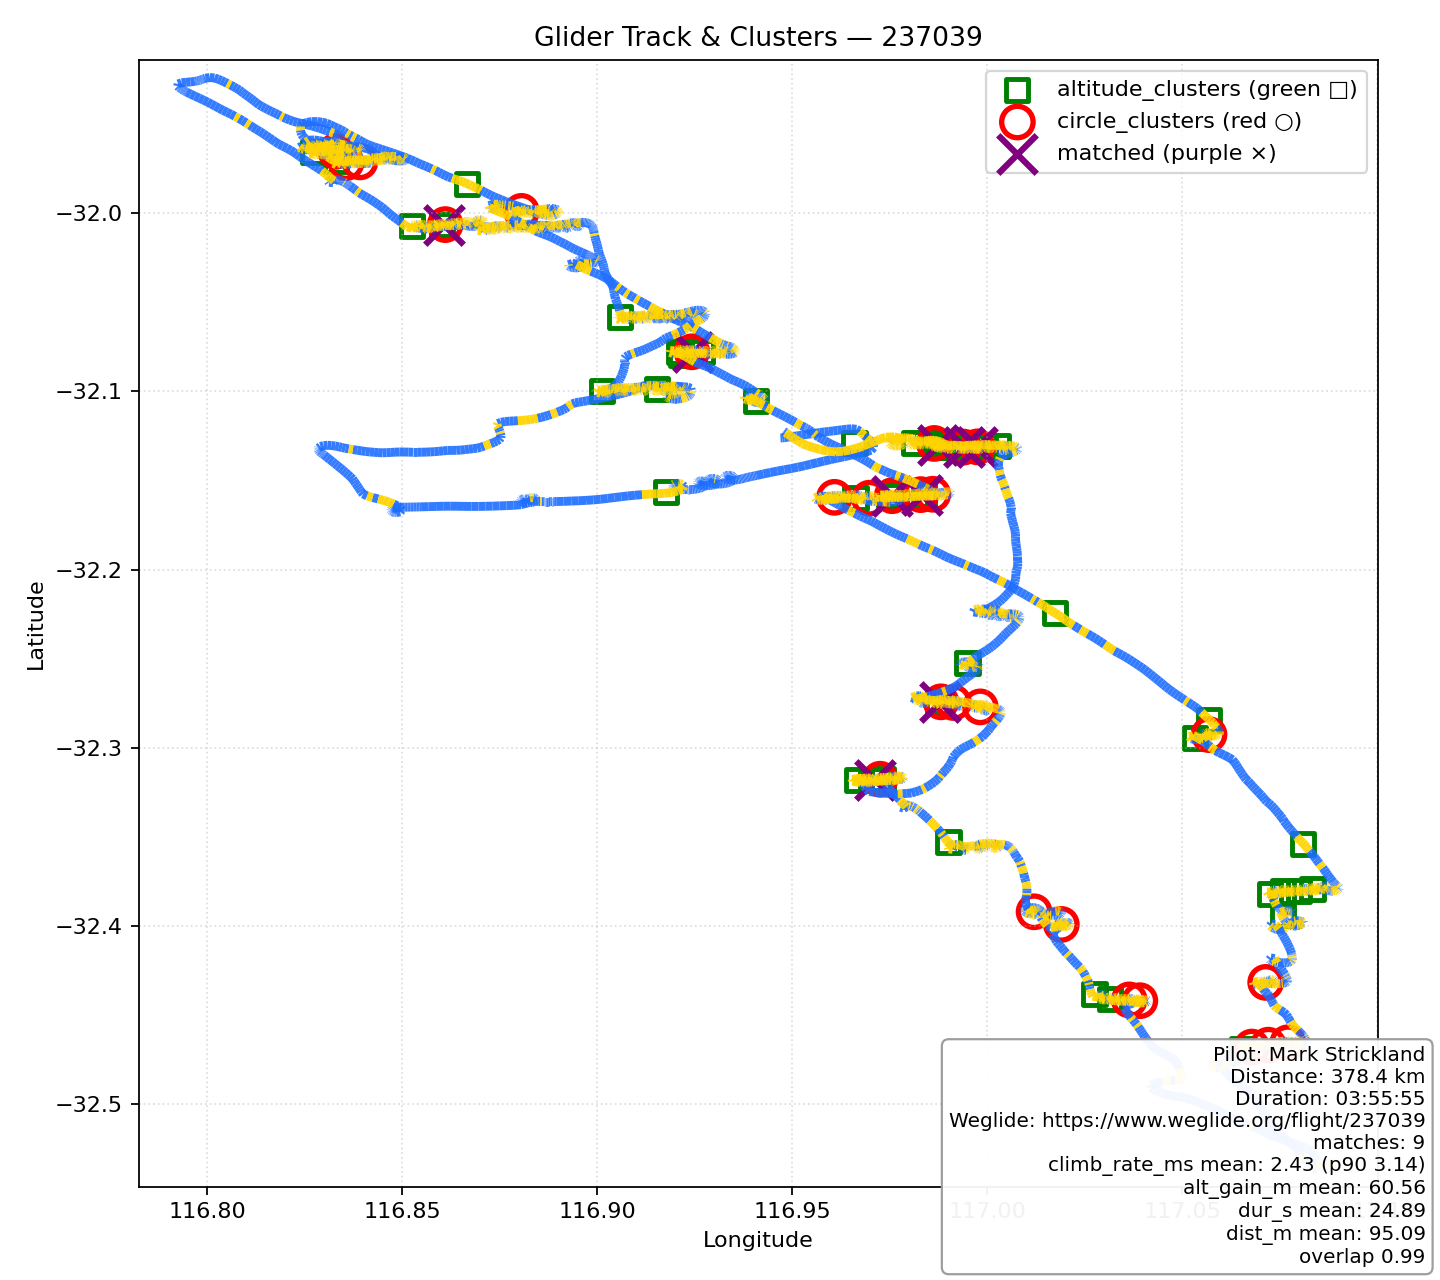 Glider Track & Clusters — 237039
altitude_clusters (green □)
circle_clusters (red ○)
matched (purple ×)
−32.0
−32.1
−32.2
−32.3
−32.4
−32.5
Latitude
116.80
116.85
116.90
116.95
117.00
117.05
Longitude
Pilot: Mark Strickland
Distance: 378.4 km
Duration: 03:55:55
Weglide: https://www.weglide.org/flight/237039
matches: 9
climb_rate_ms mean: 2.43 (p90 3.14)
alt_gain_m mean: 60.56
dur_s mean: 24.89
dist_m mean: 95.09
overlap 0.99